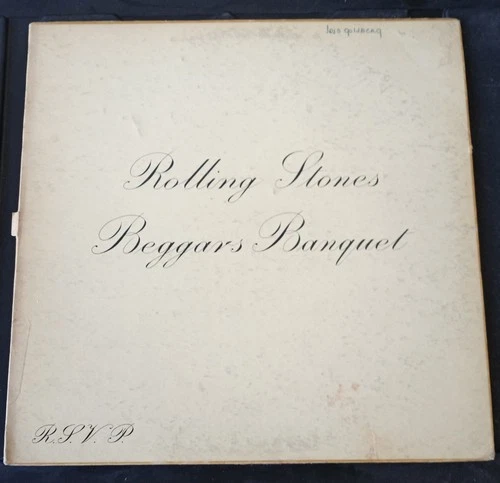 Rolling Stones
Beggars Banquet
R.S.V.P.